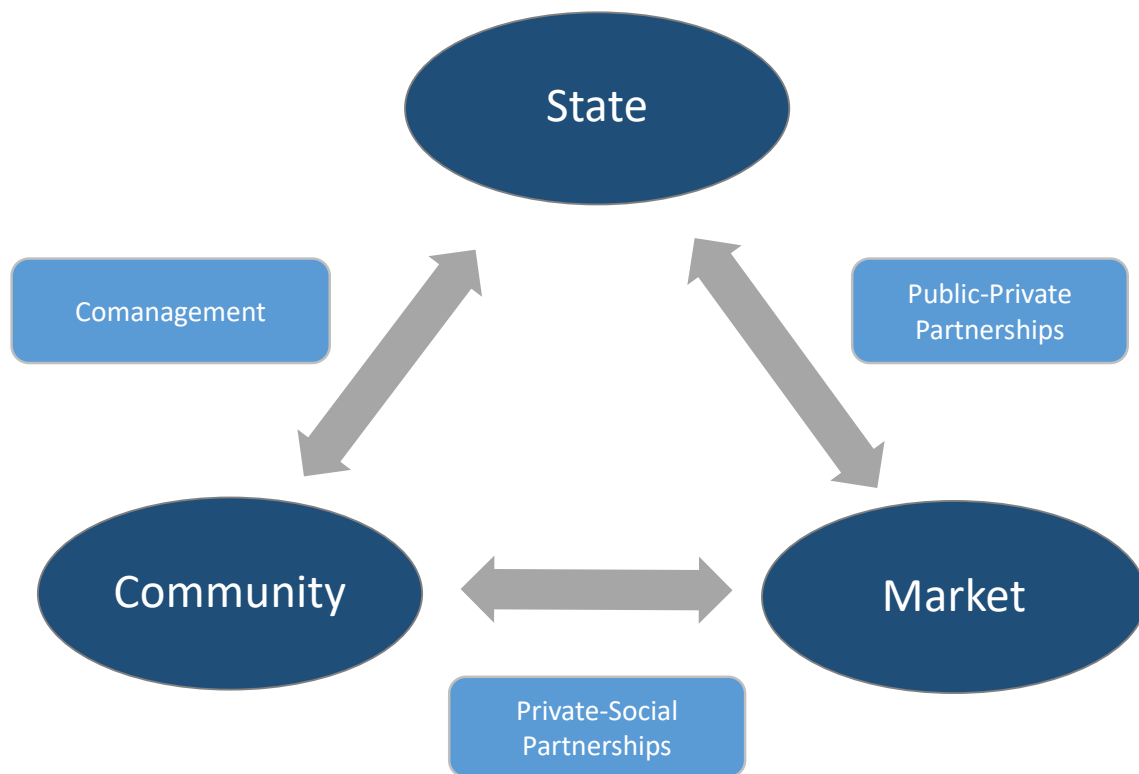 State
Comanagement
Public-Private
Partnerships
Community
Market
Private-Social
Partnerships